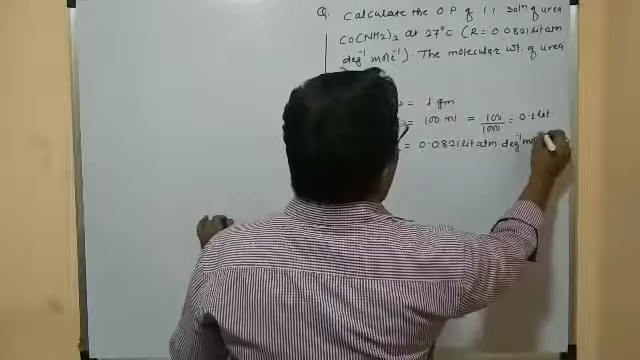 Q. Calculate the O.P of 1% soln of urea
CO(NH2)2 at 27°C (R = 0.0821 lit atm
deg⁻¹ mole⁻¹). The molecular wt. of urea
= 1 gm
= 100 ml = 100/1000 = 0.1 lit.
= 0.0821 lit atm deg⁻¹